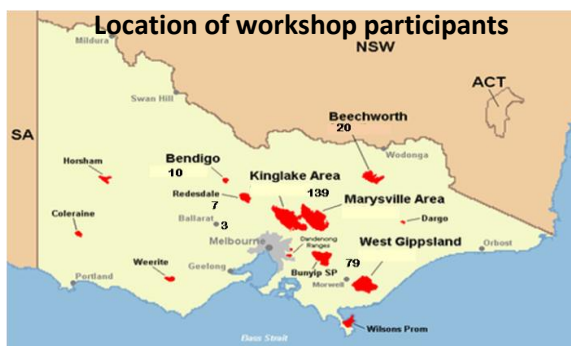 Location of workshop participants
Mildura
NSW
ACT
Swan Hill
SA
Beechworth
20
Wodonga
Horsham
Bendigo
10
Kinglake Area
139
Redesdale
7
Marysville Area
Coleraine
Ballarat
3
Dargo
Melbourne
Dandenong
Ranges
West Gippsland
Orbost
Weerite
Geelong
Bunyip SP
79
Portland
Morwell
Wilsons Prom
Bass Strait